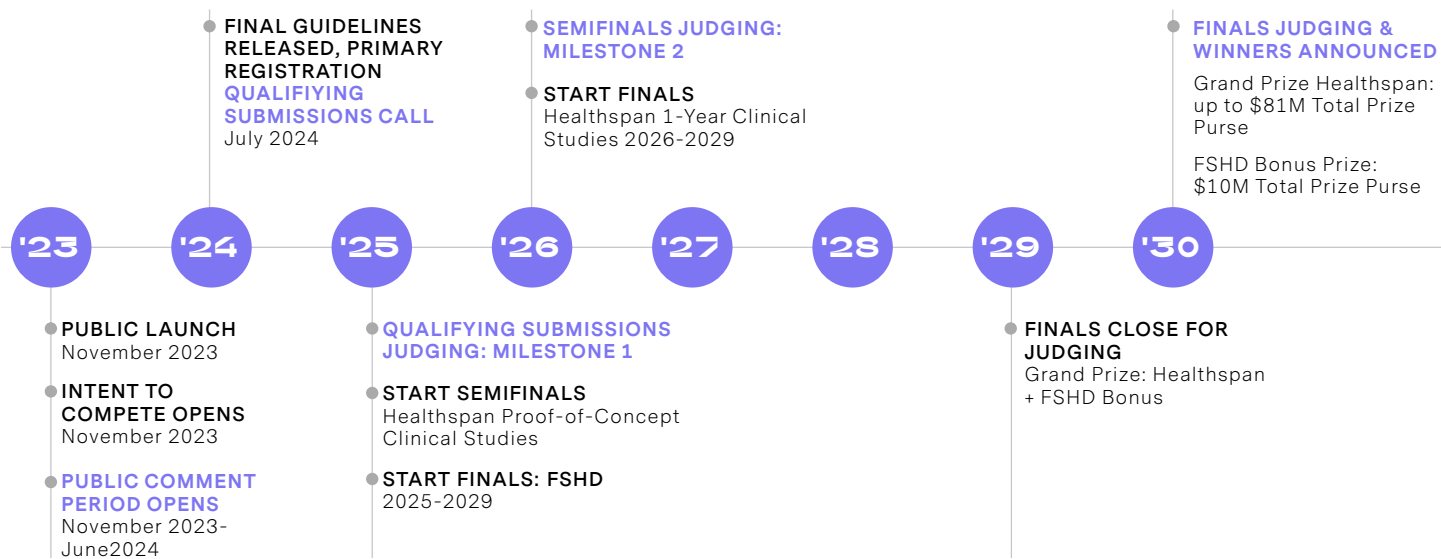 FINAL GUIDELINES
RELEASED, PRIMARY
REGISTRATION
QUALIFIYING
SUBMISSIONS CALL
July 2024
SEMIFINALS JUDGING:
MILESTONE 2
START FINALS
Healthspan 1-Year Clinical
Studies 2026-2029
FINALS JUDGING &
WINNERS ANNOUNCED
Grand Prize Healthspan:
up to $81M Total Prize
Purse
FSHD Bonus Prize:
$10M Total Prize Purse
'23 '24 '25 '26 '27 '28 '29 '30
PUBLIC LAUNCH
November 2023
INTENT TO
COMPETE OPENS
November 2023
PUBLIC COMMENT
PERIOD OPENS
November 2023-
June2024
QUALIFYING SUBMISSIONS
JUDGING: MILESTONE 1
START SEMIFINALS
Healthspan Proof-of-Concept
Clinical Studies
START FINALS: FSHD
2025-2029
FINALS CLOSE FOR
JUDGING
Grand Prize: Healthspan
+ FSHD Bonus